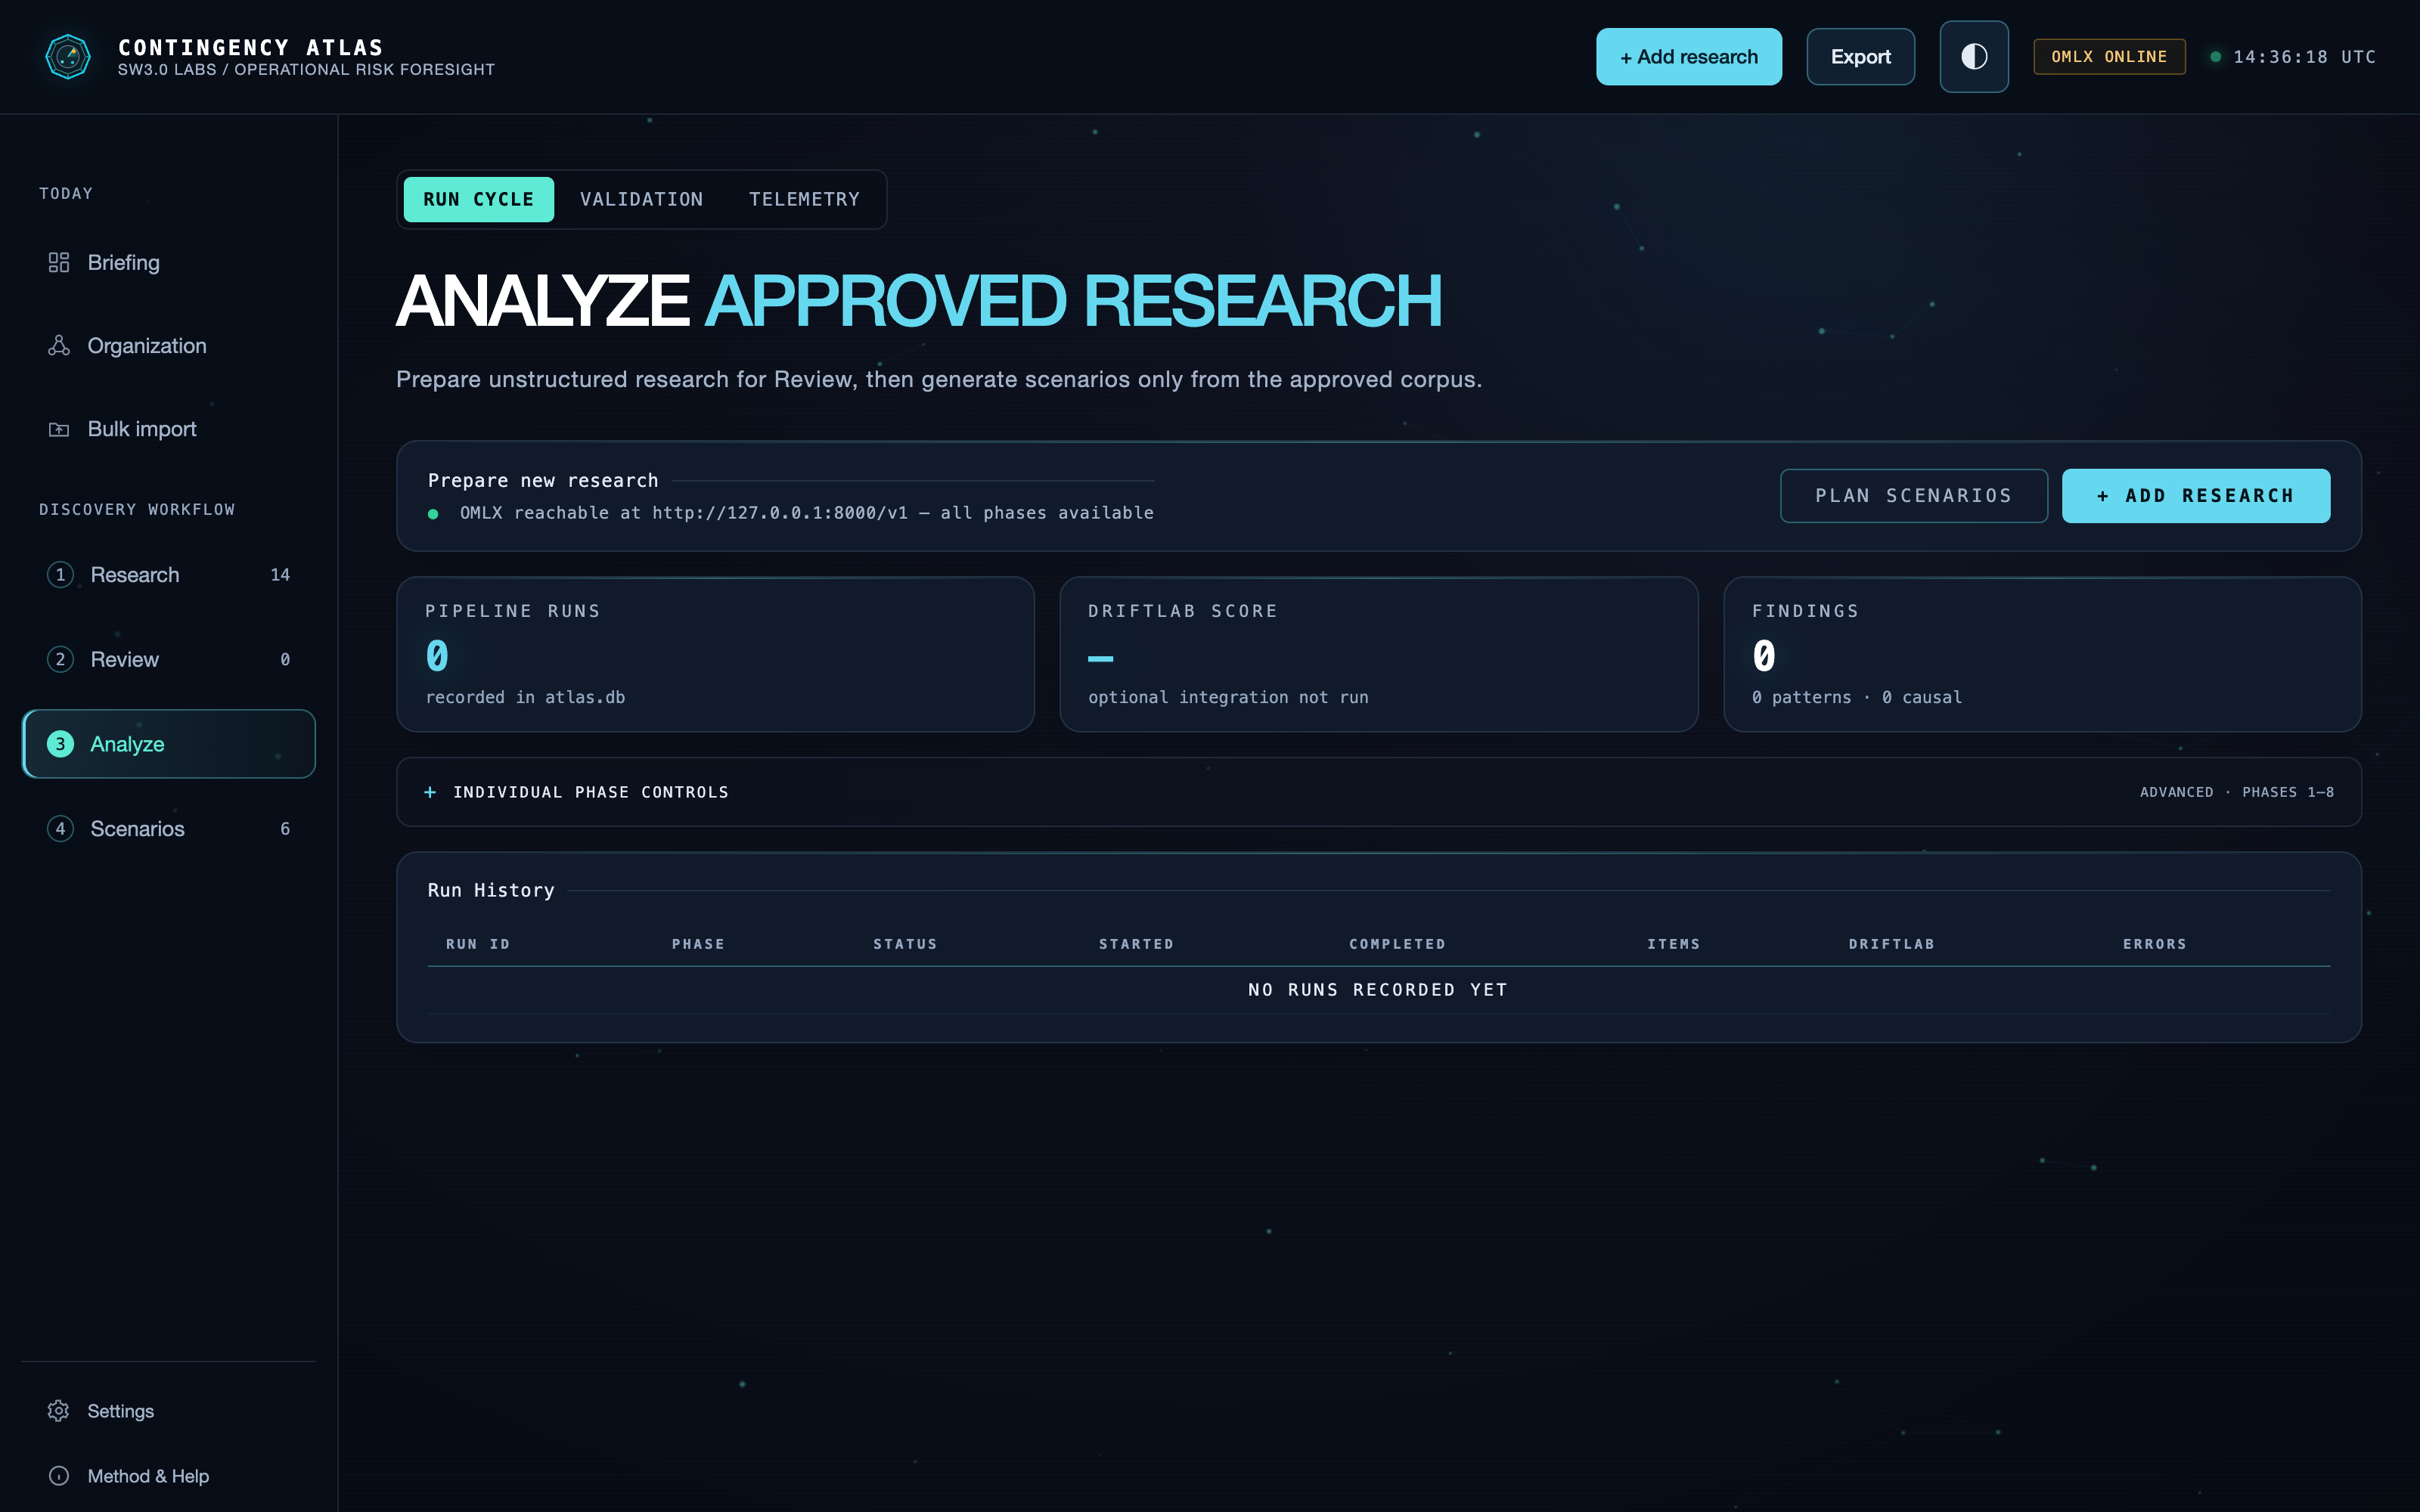 CONTINGENCY ATLAS
SW3.0 LABS / OPERATIONAL RISK FORESIGHT
+ Add research
Export
OMLX ONLINE
14:36:18 UTC
TODAY
Briefing
Organization
Bulk import
DISCOVERY WORKFLOW
1 Research 14
2 Review 0
3 Analyze
4 Scenarios 6
Settings
Method & Help
RUN CYCLE VALIDATION TELEMETRY
ANALYZE APPROVED RESEARCH
Prepare unstructured research for Review, then generate scenarios only from the approved corpus.
Prepare new research
OMLX reachable at http://127.0.0.1:8000/v1 — all phases available
PLAN SCENARIOS
+ ADD RESEARCH
PIPELINE RUNS
0
recorded in atlas.db
DRIFTLAB SCORE
—
optional integration not run
FINDINGS
0
0 patterns · 0 causal
+ INDIVIDUAL PHASE CONTROLS
ADVANCED · PHASES 1–8
Run History
RUN ID PHASE STATUS STARTED COMPLETED ITEMS DRIFTLAB ERRORS
NO RUNS RECORDED YET